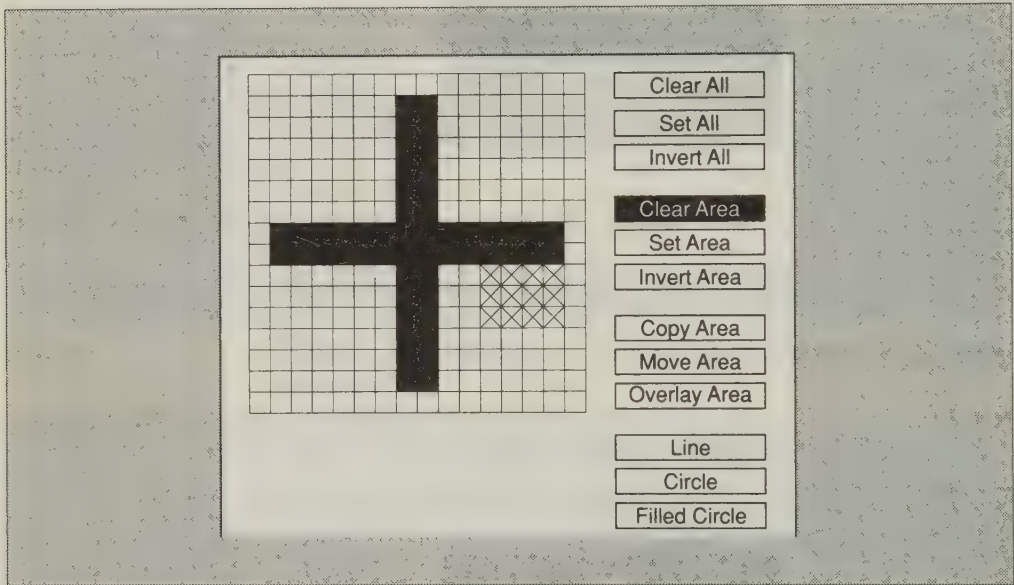 Clear All
Set All
Invert All
Clear Area
Set Area
Invert Area
Copy Area
Move Area
Overlay Area
Line
Circle
Filled Circle